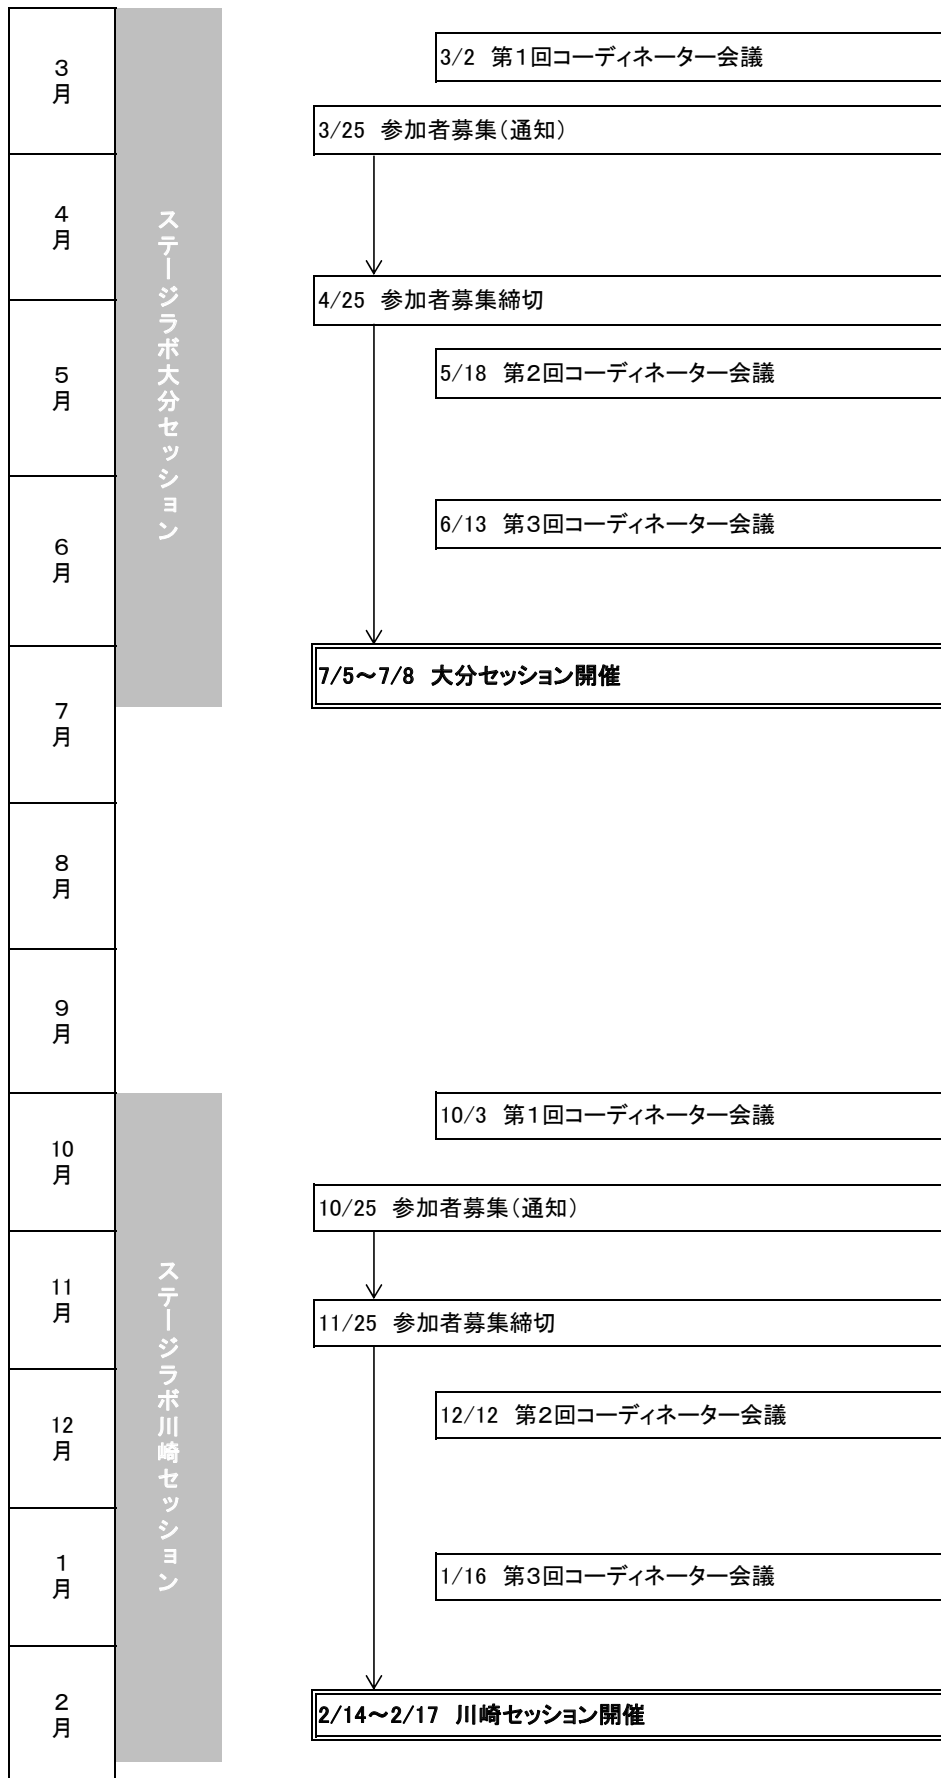 3月
3/2 第1回コーディネーター会議
3/25 参加者募集(通知)
4月
ステージラボ大分セッション
4/25 参加者募集締切
5月
5/18 第2回コーディネーター会議
6月
6/13 第3回コーディネーター会議
7/5~7/8 大分セッション開催
7月
8月
9月
10月
10/3 第1回コーディネーター会議
10/25 参加者募集(通知)
11月
ステージラボ川崎セッション
11/25 参加者募集締切
12月
12/12 第2回コーディネーター会議
1月
1/16 第3回コーディネーター会議
2月
2/14~2/17 川崎セッション開催